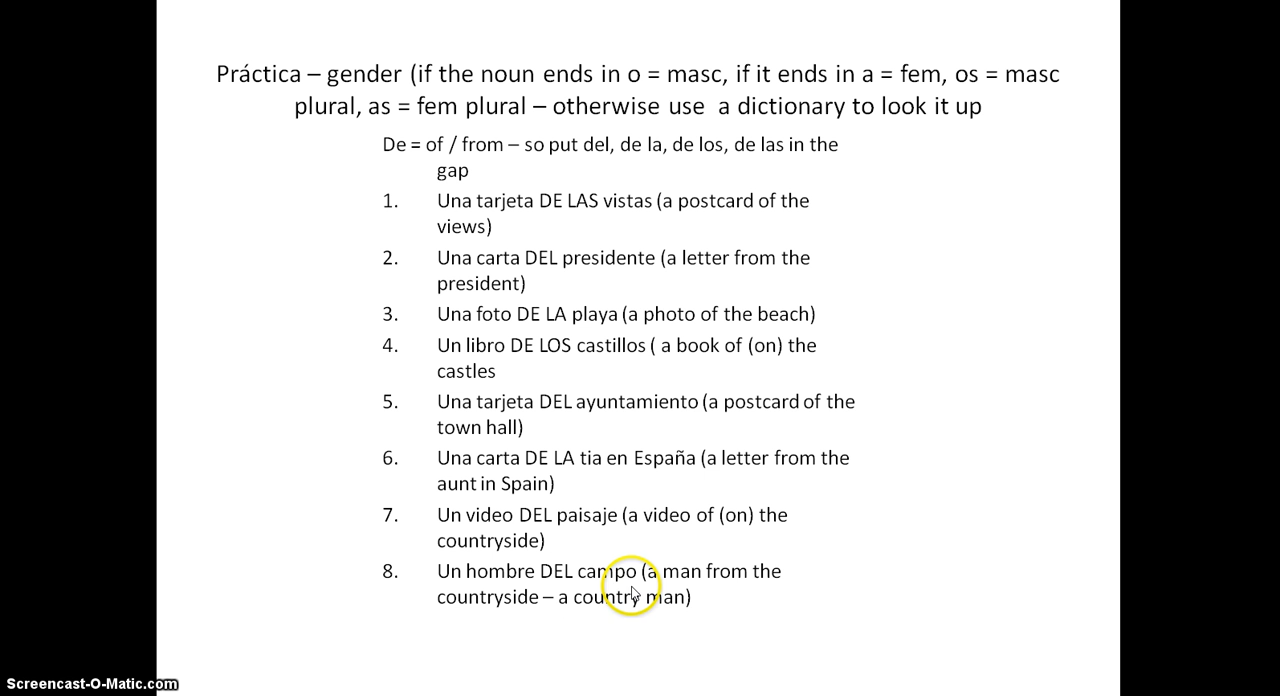 Práctica – gender (if the noun ends in o = masc, if it ends in a = fem, os = masc
plural, as = fem plural – otherwise use a dictionary to look it up
De = of / from – so put del, de la, de los, de las in the
gap
1. Una tarjeta DE LAS vistas (a postcard of the
views)
2. Una carta DEL presidente (a letter from the
president)
3. Una foto DE LA playa (a photo of the beach)
4. Un libro DE LOS castillos ( a book of (on) the
castles
5. Una tarjeta DEL ayuntamiento (a postcard of the
town hall)
6. Una carta DE LA tia en España (a letter from the
aunt in Spain)
7. Un video DEL paisaje (a video of (on) the
countryside)
8. Un hombre DEL campo (a man from the
countryside – a country man)
Screencast-O-Matic.com